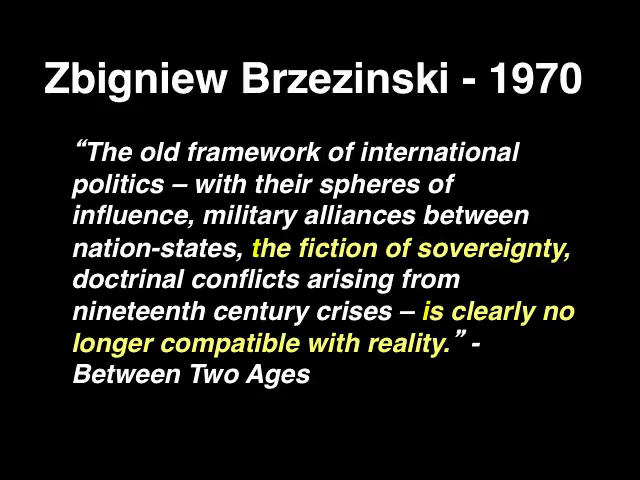 Zbigniew Brzezinski - 1970
“The old framework of international
politics – with their spheres of
influence, military alliances between
nation-states, the fiction of sovereignty,
doctrinal conflicts arising from
nineteenth century crises – is clearly no
longer compatible with reality.” -
Between Two Ages